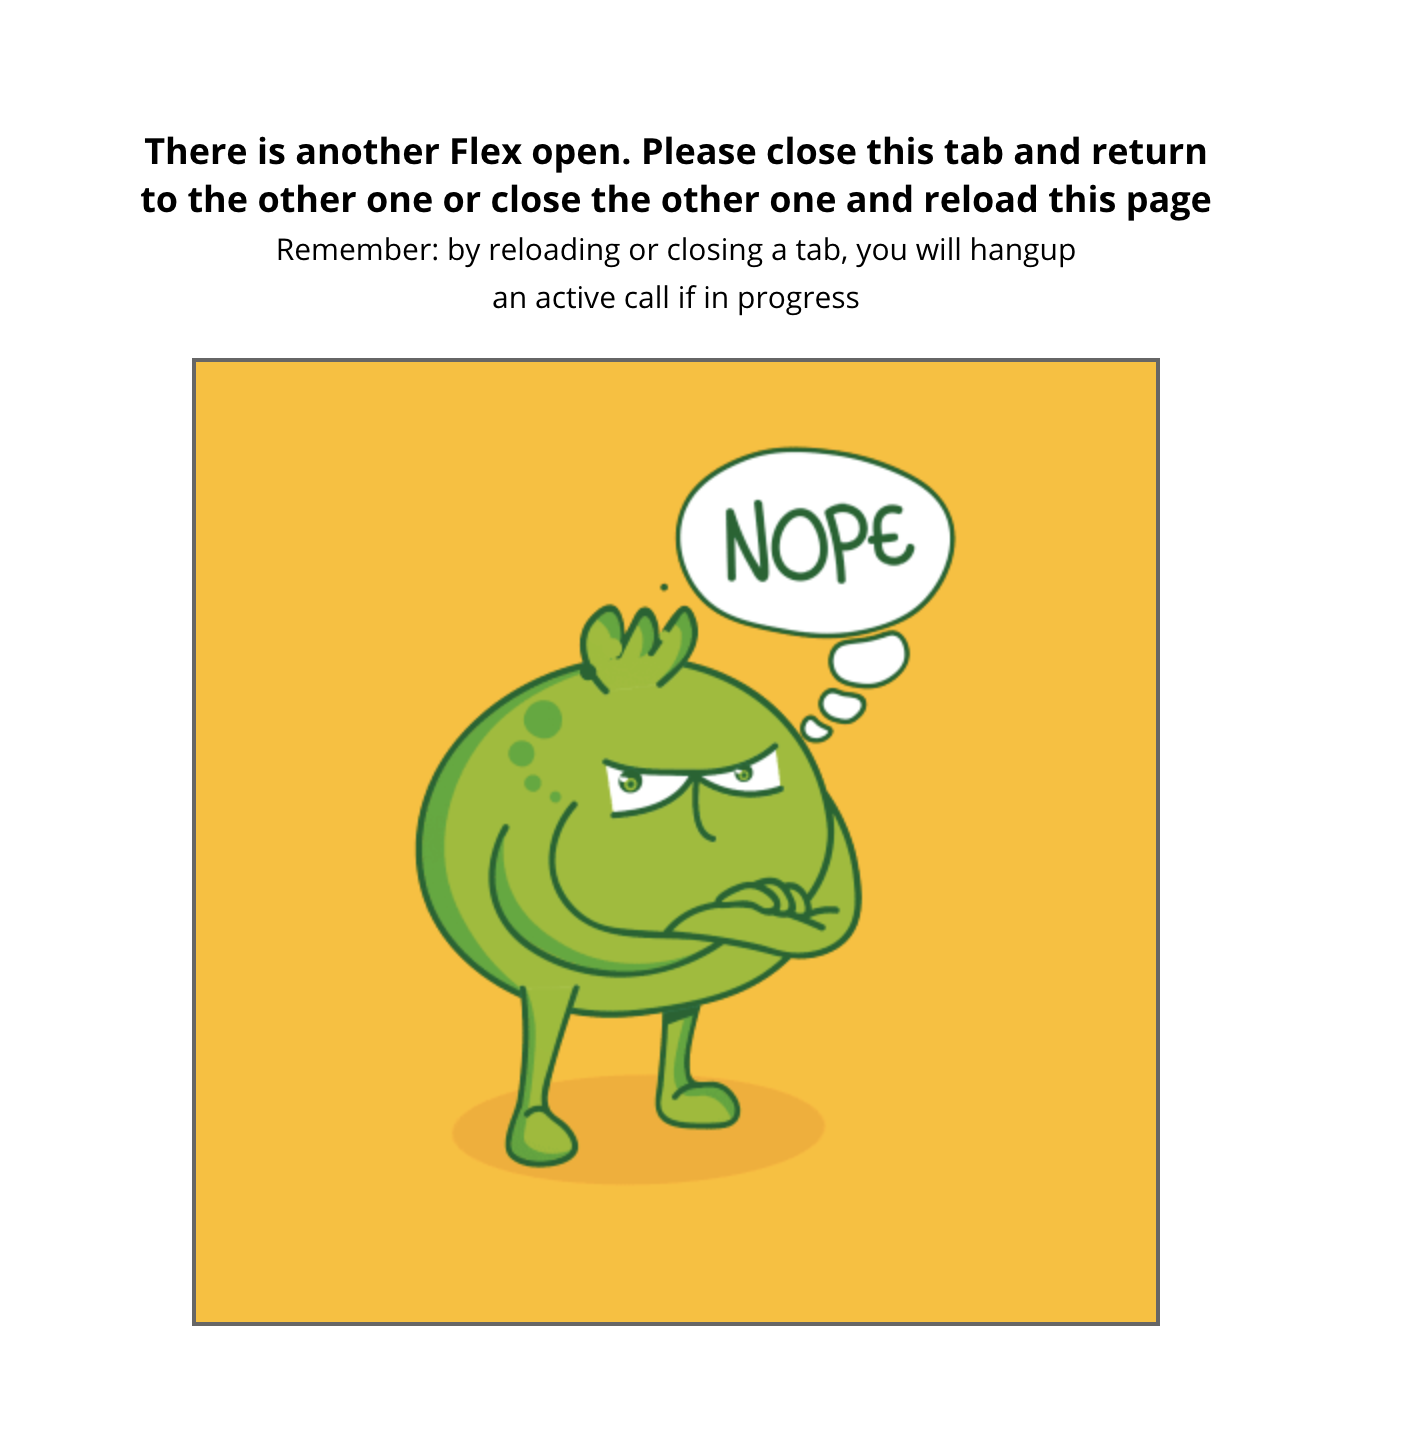 There is another Flex open. Please close this tab and return
to the other one or close the other one and reload this page
Remember: by reloading or closing a tab, you will hangup
an active call if in progress
NOPE